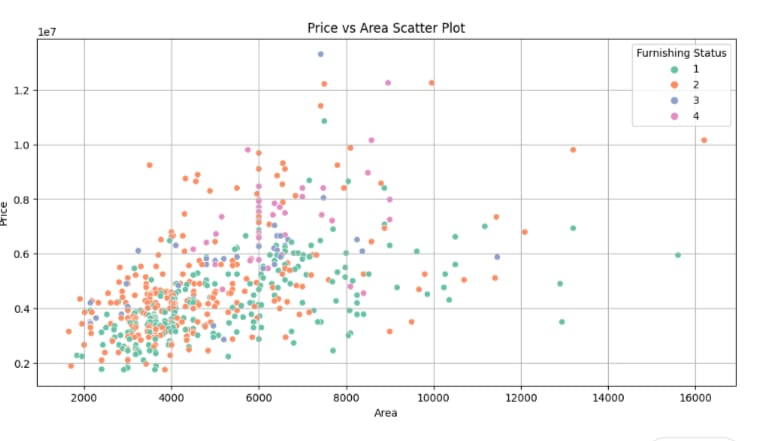 Price vs Area Scatter Plot
1e7
Furnishing Status
1
2
3
4
1.2
1.0
0.8
0.6
0.4
0.2
Price
2000 4000 6000 8000 10000 12000 14000 16000
Area